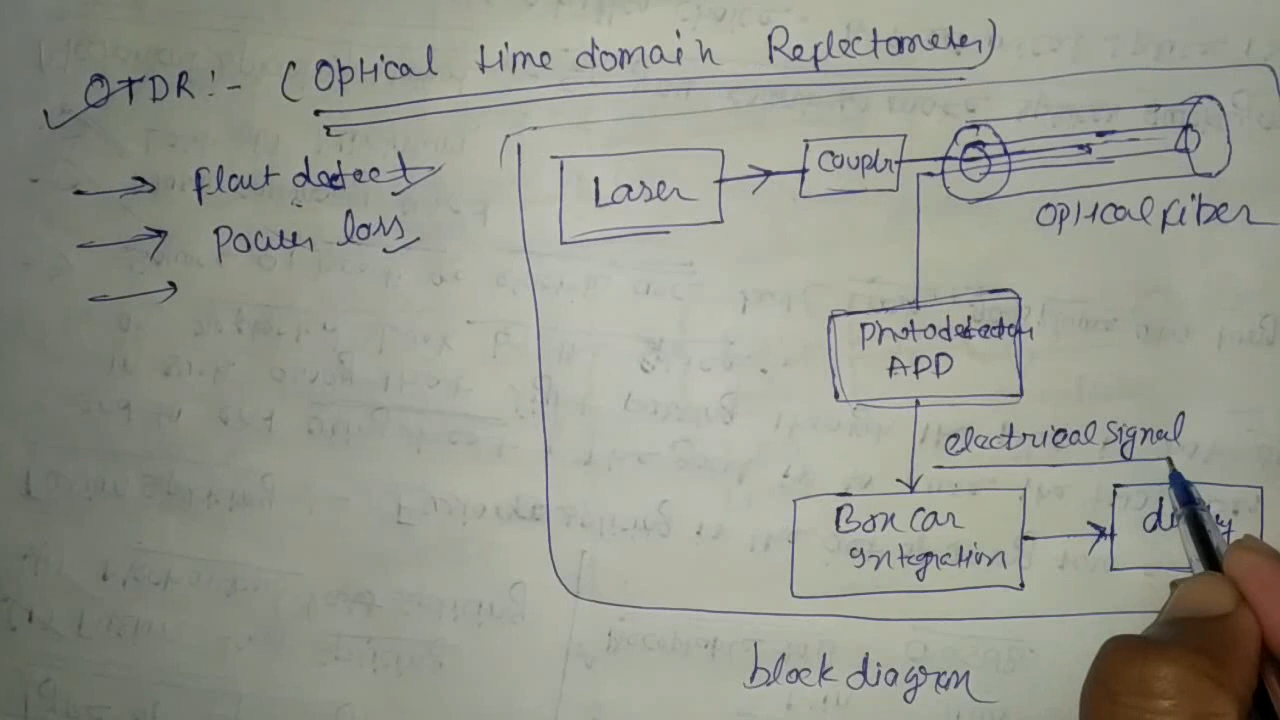 OTDR:- (Optical time domain Reflectometer)
→ flaut detect
→ power loss
→
Laser
Couplr
Optical fiber
Photodetector
APD
electrical signal
Box car
Integration
block diagram